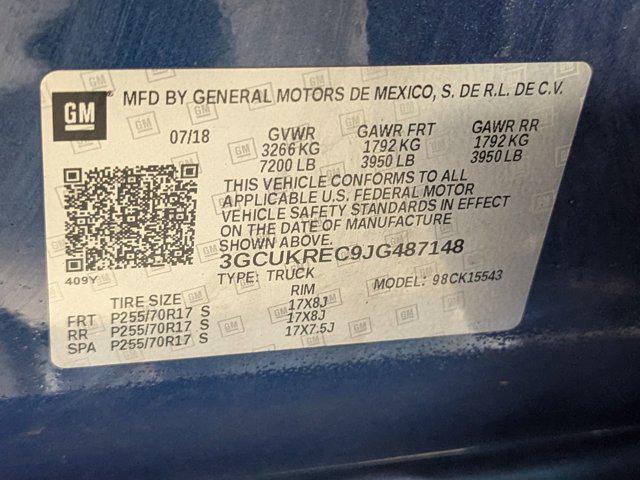 GM MFD BY GENERAL MOTORS DE MEXICO, S. DE R.L. DE C.V.
07/18 GVWR GAWR FRT GAWR RR
3266 KG 1792 KG 1792 KG
7200 LB 3950 LB 3950 LB
THIS VEHICLE CONFORMS TO ALL
APPLICABLE U.S. FEDERAL MOTOR
VEHICLE SAFETY STANDARDS IN EFFECT
ON THE DATE OF MANUFACTURE
SHOWN ABOVE.
409Y 3GCUKREC9JG487148
TYPE: TRUCK MODEL: 98CK15543
TIRE SIZE RIM
FRT P255/70R17 S 17X8J
RR P255/70R17 S 17X8J
SPA P255/70R17 S 17X7.5J